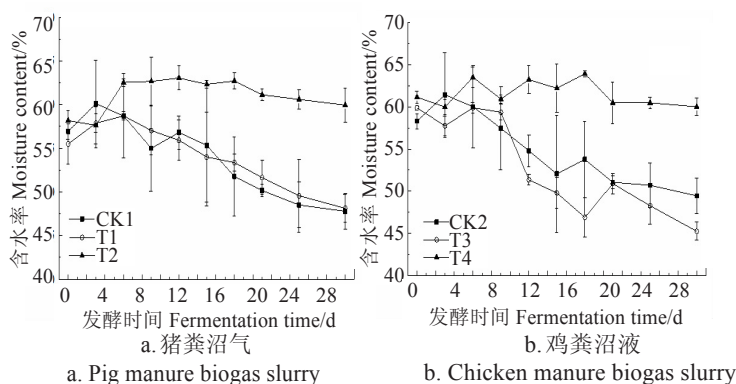 含水率 Moisture content/%
70
65
60
55
50
45
40
CK1
T1
T2
0 4 8 12 16 20 24 28
发酵时间 Fermentation time/d
a. 猪粪沼气
a. Pig manure biogas slurry
含水率 Moisture content/%
70
65
60
55
50
45
40
CK2
T3
T4
0 4 8 12 16 20 24 28
发酵时间 Fermentation time/d
b. 鸡粪沼液
b. Chicken manure biogas slurry